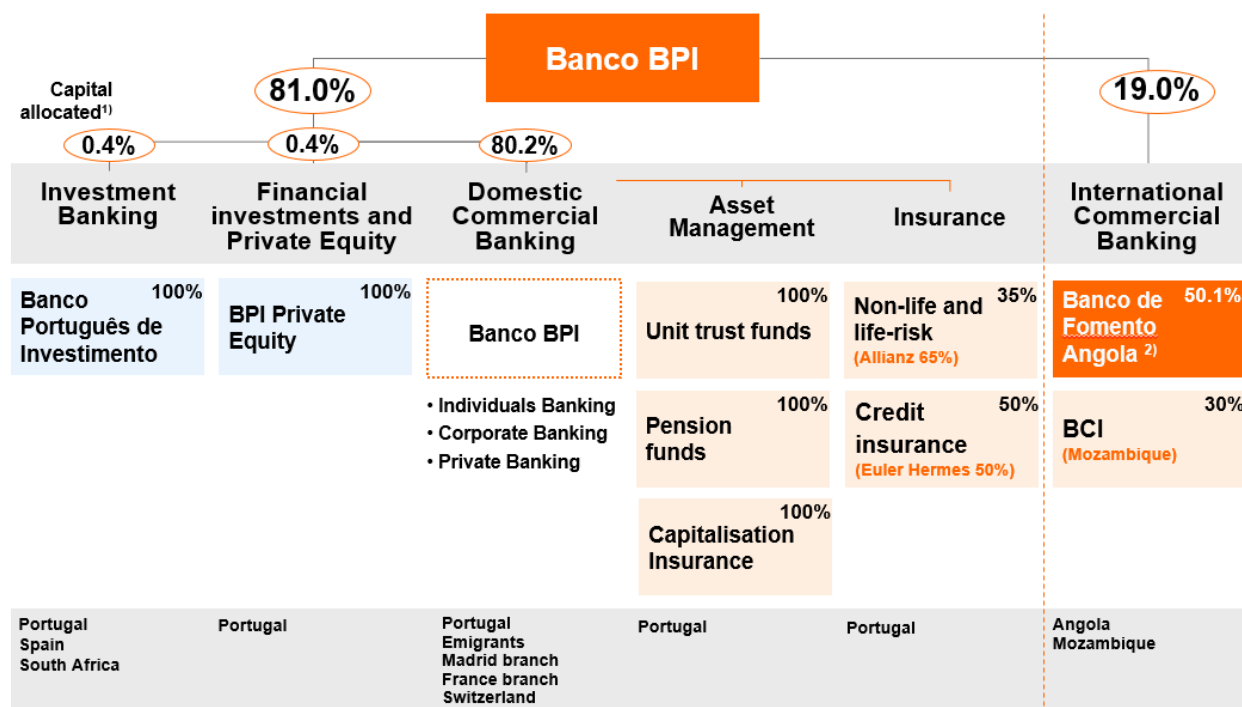 Banco BPI
Capital
allocated¹⁾
81.0%
19.0%
0.4%
0.4%
80.2%
Investment
Banking
Financial
investments and
Private Equity
Domestic
Commercial
Banking
Asset
Management
Insurance
International
Commercial
Banking
100%
Banco
Português de
Investimento
100%
BPI Private
Equity
Banco BPI
• Individuals Banking
• Corporate Banking
• Private Banking
100%
Unit trust funds
100%
Pension
funds
100%
Capitalisation
Insurance
35%
Non-life and
life-risk
(Allianz 65%)
50%
Credit
insurance
(Euler Hermes 50%)
50.1%
Banco de
Fomento
Angola ²⁾
30%
BCI
(Mozambique)
Portugal
Spain
South Africa
Portugal
Portugal
Emigrants
Madrid branch
France branch
Switzerland
Portugal
Portugal
Angola
Mozambique